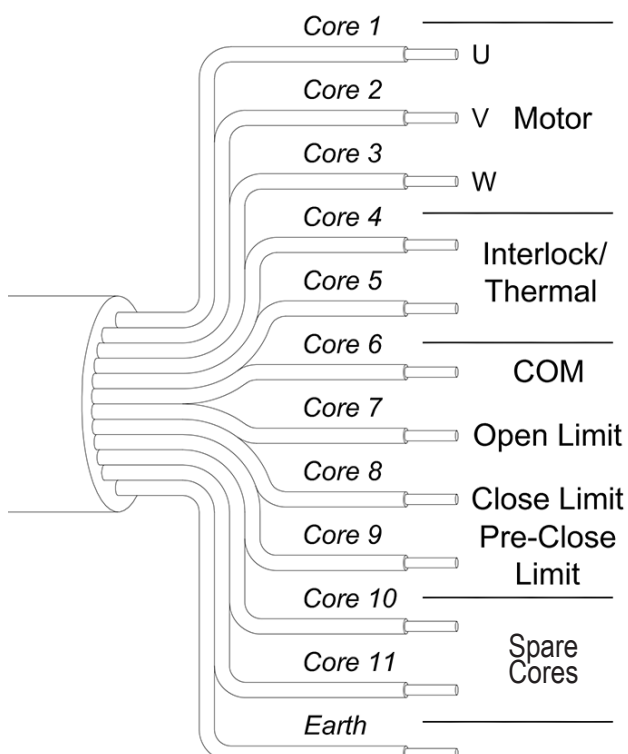 Core 1
U
Core 2
V Motor
Core 3
W
Core 4
Interlock/
Thermal
Core 5
Core 6
COM
Core 7
Open Limit
Core 8
Close Limit
Core 9
Pre-Close
Limit
Core 10
Spare
Cores
Core 11
Earth